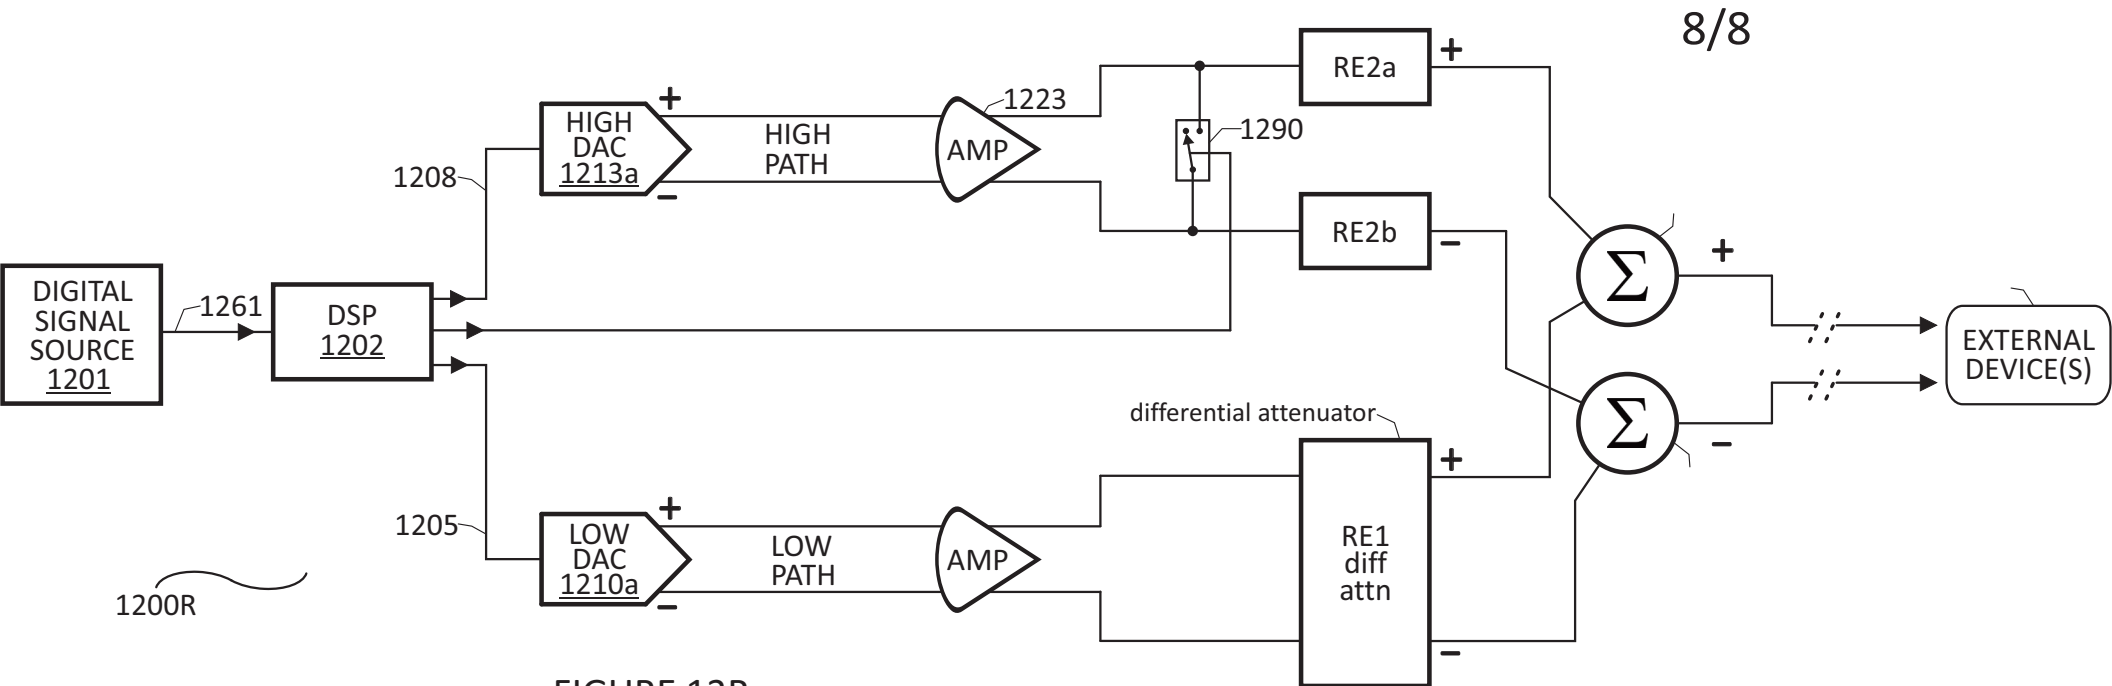 8/8
RE2a
+
+
1223
HIGH
DAC
1213a
HIGH
PATH
AMP
1290
1208
−
RE2b
−
Σ
+
DIGITAL
SIGNAL
SOURCE
1201
1261
DSP
1202
EXTERNAL
DEVICE(S)
differential attenuator
Σ
−
+
+
1205
LOW
DAC
1210a
LOW
PATH
AMP
RE1
diff
attn
−
−
1200R